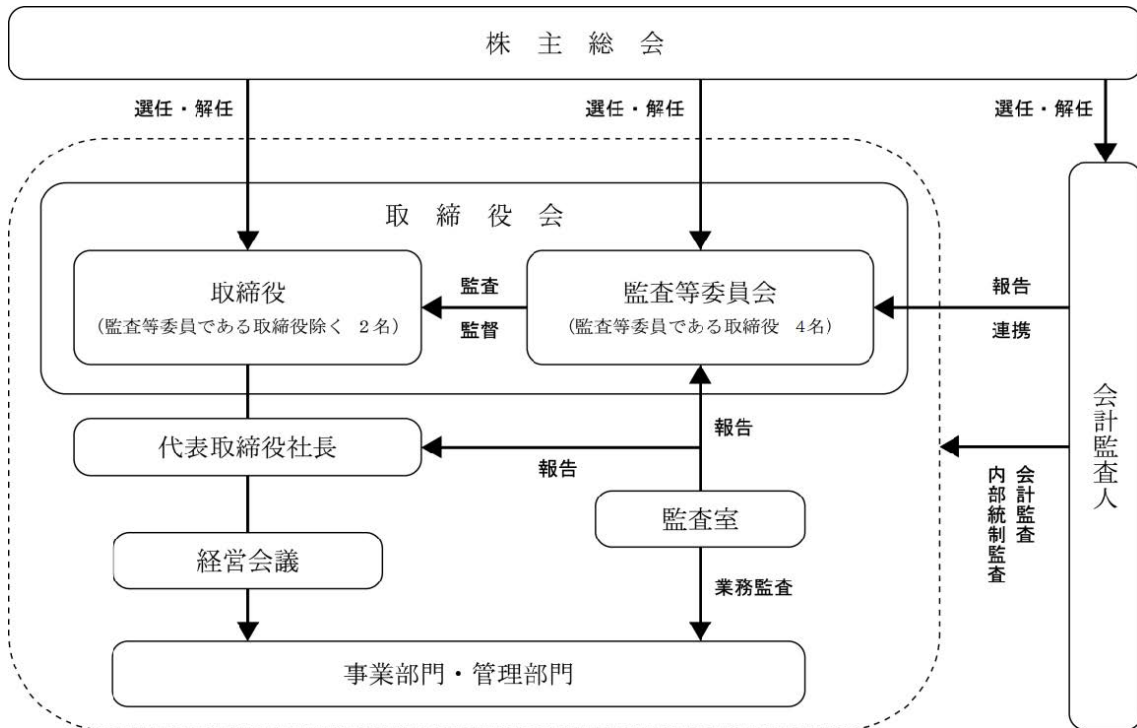 株主総会
選任・解任
選任・解任
選任・解任
取締役会
取締役
(監査等委員である取締役除く 2名)
監査
監督
監査等委員会
(監査等委員である取締役 4名)
報告
連携
代表取締役社長
報告
報告
監査室
会計監査
内部統制監査
会計監査人
経営会議
業務監査
事業部門・管理部門